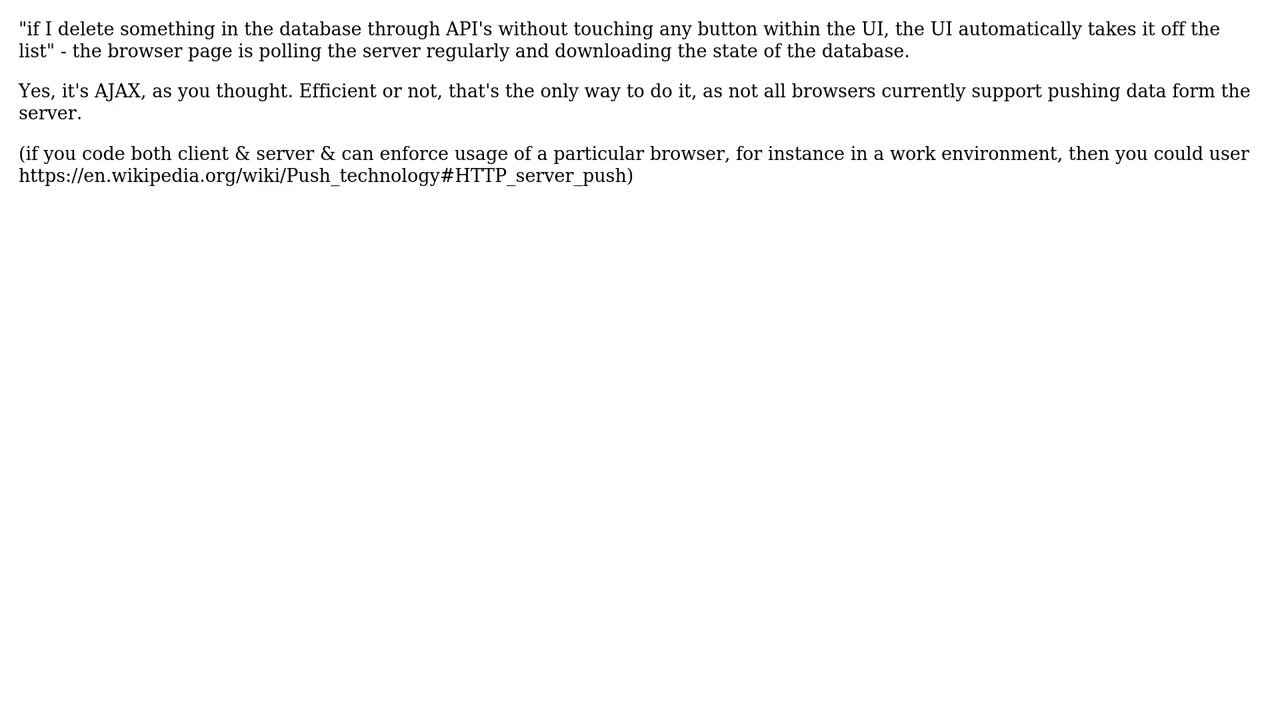 "if I delete something in the database through API's without touching any button within the UI, the UI automatically takes it off the
list" - the browser page is polling the server regularly and downloading the state of the database.
Yes, it's AJAX, as you thought. Efficient or not, that's the only way to do it, as not all browsers currently support pushing data form the
server.
(if you code both client & server & can enforce usage of a particular browser, for instance in a work environment, then you could user
https://en.wikipedia.org/wiki/Push_technology#HTTP_server_push)